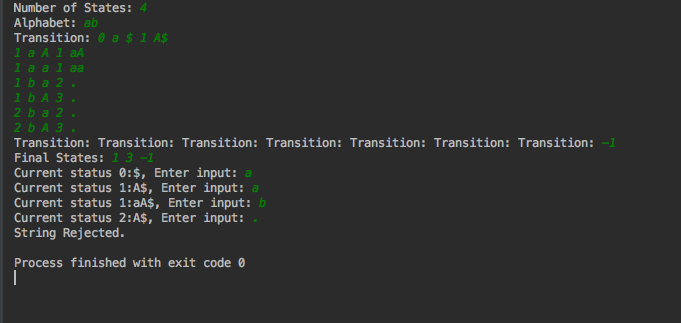 Number of States: 4
Alphabet: ab
Transition: 0 a $ 1 A$
1 a A 1 aA
1 a a 1 aa
1 b a 2 .
1 b A 3 .
2 b a 2 .
2 b A 3 .
Transition: Transition: Transition: Transition: Transition: Transition: Transition: -1
Final States: 1 3 -1
Current status 0:$, Enter input: a
Current status 1:A$, Enter input: a
Current status 1:aA$, Enter input: b
Current status 2:A$, Enter input: .
String Rejected.
Process finished with exit code 0